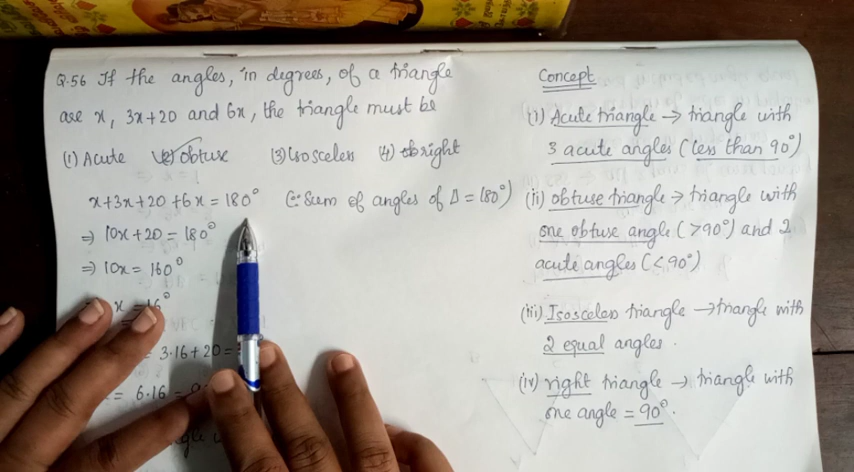 Q.56 If the angles, in degrees, of a triangle
are x, 3x+20 and 6x, the triangle must be
(1) Acute (2) obtuse (3) Isosceles (4) right
x+3x+20+6x = 180° (∵ Sum of angles of Δ = 180°)
⇒ 10x+20 = 180°
⇒ 10x = 160°
x = 16°
= 3·16+20 =
= 6·16 =
Concept
(i) Acute triangle → triangle with
3 acute angles (less than 90°)
(ii) obtuse triangle → triangle with
one obtuse angle (>90°) and 2
acute angles (<90°)
(iii) Isosceles triangle → triangle with
2 equal angles.
(iv) right triangle → triangle with
one angle = 90°.